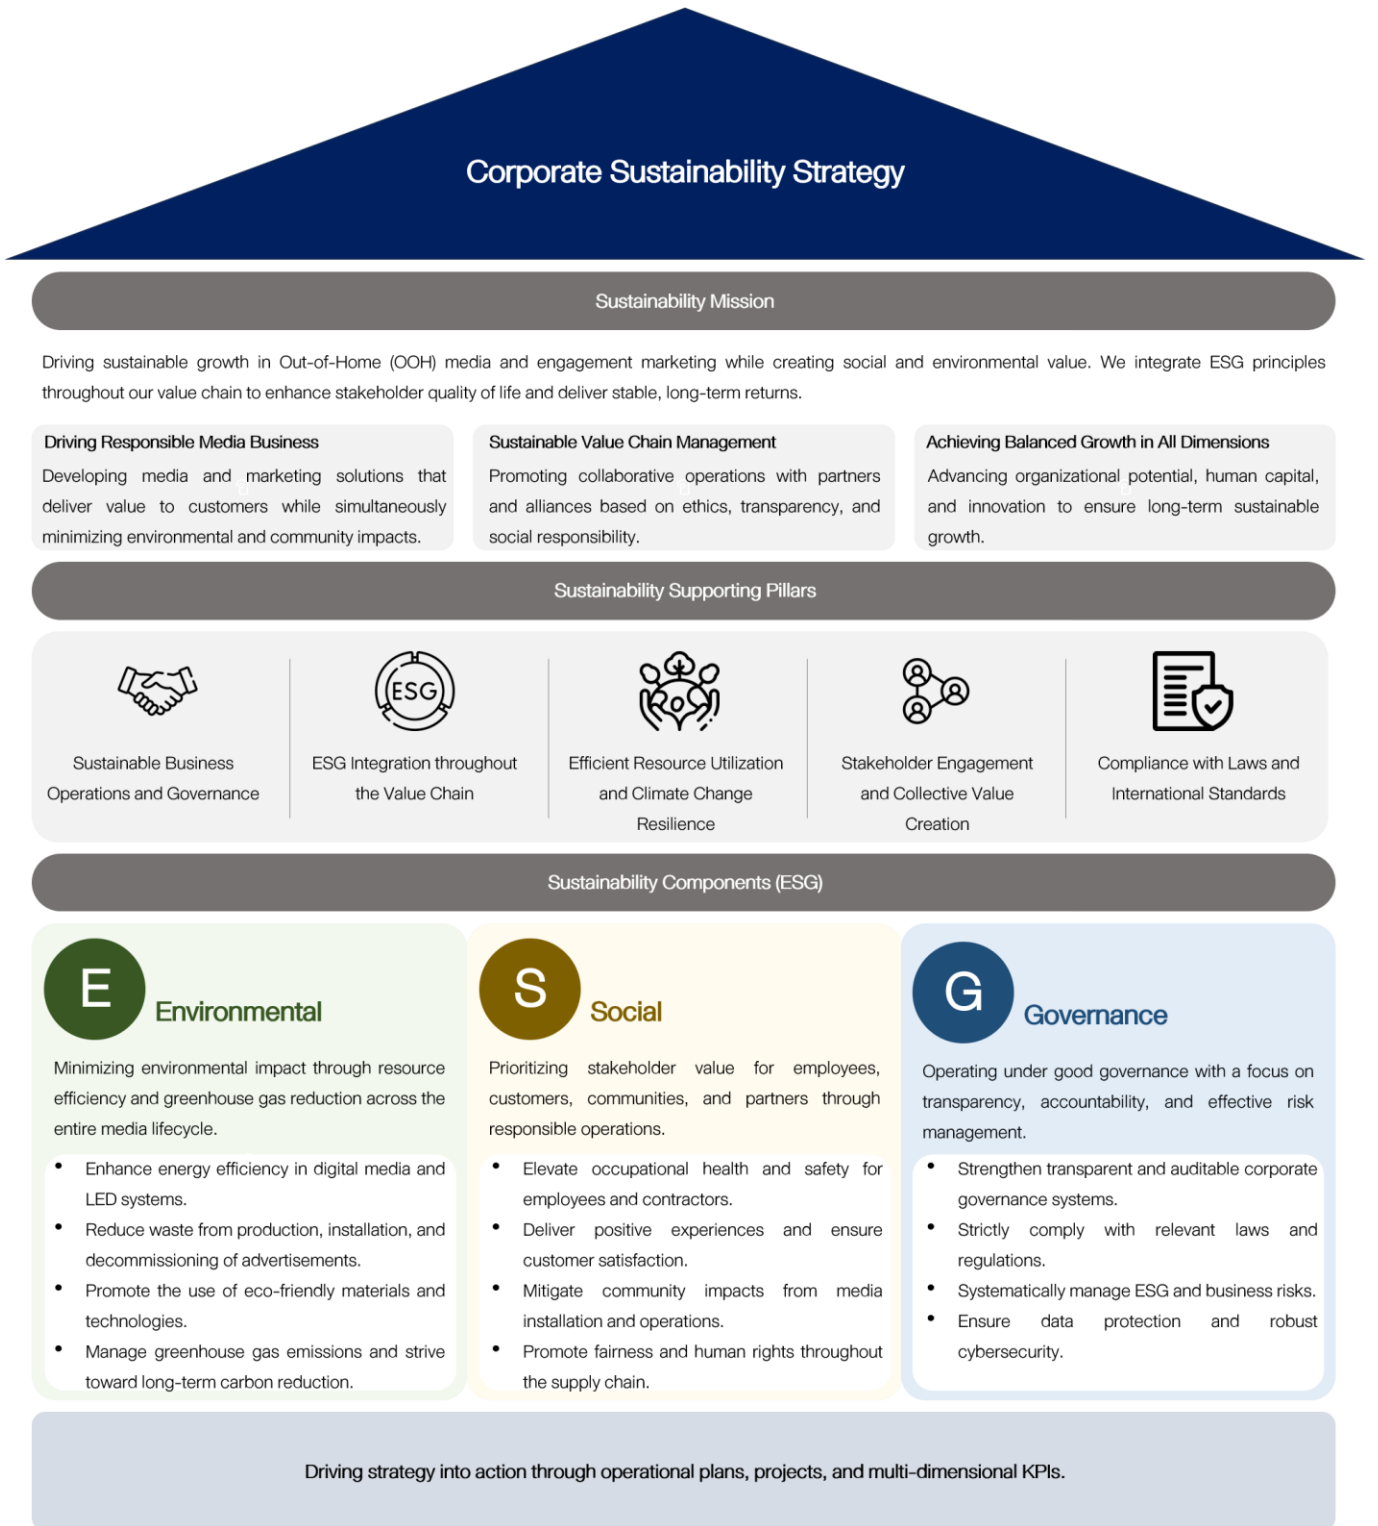 Corporate Sustainability Strategy
Sustainability Mission
Driving sustainable growth in Out-of-Home (OOH) media and engagement marketing while creating social and environmental value. We integrate ESG principles
throughout our value chain to enhance stakeholder quality of life and deliver stable, long-term returns.
Driving Responsible Media Business
Developing media and marketing solutions that
deliver value to customers while simultaneously
minimizing environmental and community impacts.
Sustainable Value Chain Management
Promoting collaborative operations with partners
and alliances based on ethics, transparency, and
social responsibility.
Achieving Balanced Growth in All Dimensions
Advancing organizational potential, human capital,
and innovation to ensure long-term sustainable
growth.
Sustainability Supporting Pillars
Sustainable Business
Operations and Governance
ESG
ESG Integration throughout
the Value Chain
Efficient Resource Utilization
and Climate Change
Resilience
Stakeholder Engagement
and Collective Value
Creation
Compliance with Laws and
International Standards
Sustainability Components (ESG)
E
Environmental
Minimizing environmental impact through resource
efficiency and greenhouse gas reduction across the
entire media lifecycle.
• Enhance energy efficiency in digital media and
LED systems.
• Reduce waste from production, installation, and
decommissioning of advertisements.
• Promote the use of eco-friendly materials and
technologies.
• Manage greenhouse gas emissions and strive
toward long-term carbon reduction.
S
Social
Prioritizing stakeholder value for employees,
customers, communities, and partners through
responsible operations.
• Elevate occupational health and safety for
employees and contractors.
• Deliver positive experiences and ensure
customer satisfaction.
• Mitigate community impacts from media
installation and operations.
• Promote fairness and human rights throughout
the supply chain.
G
Governance
Operating under good governance with a focus on
transparency, accountability, and effective risk
management.
• Strengthen transparent and auditable corporate
governance systems.
• Strictly comply with relevant laws and
regulations.
• Systematically manage ESG and business risks.
• Ensure data protection and robust
cybersecurity.
Driving strategy into action through operational plans, projects, and multi-dimensional KPIs.